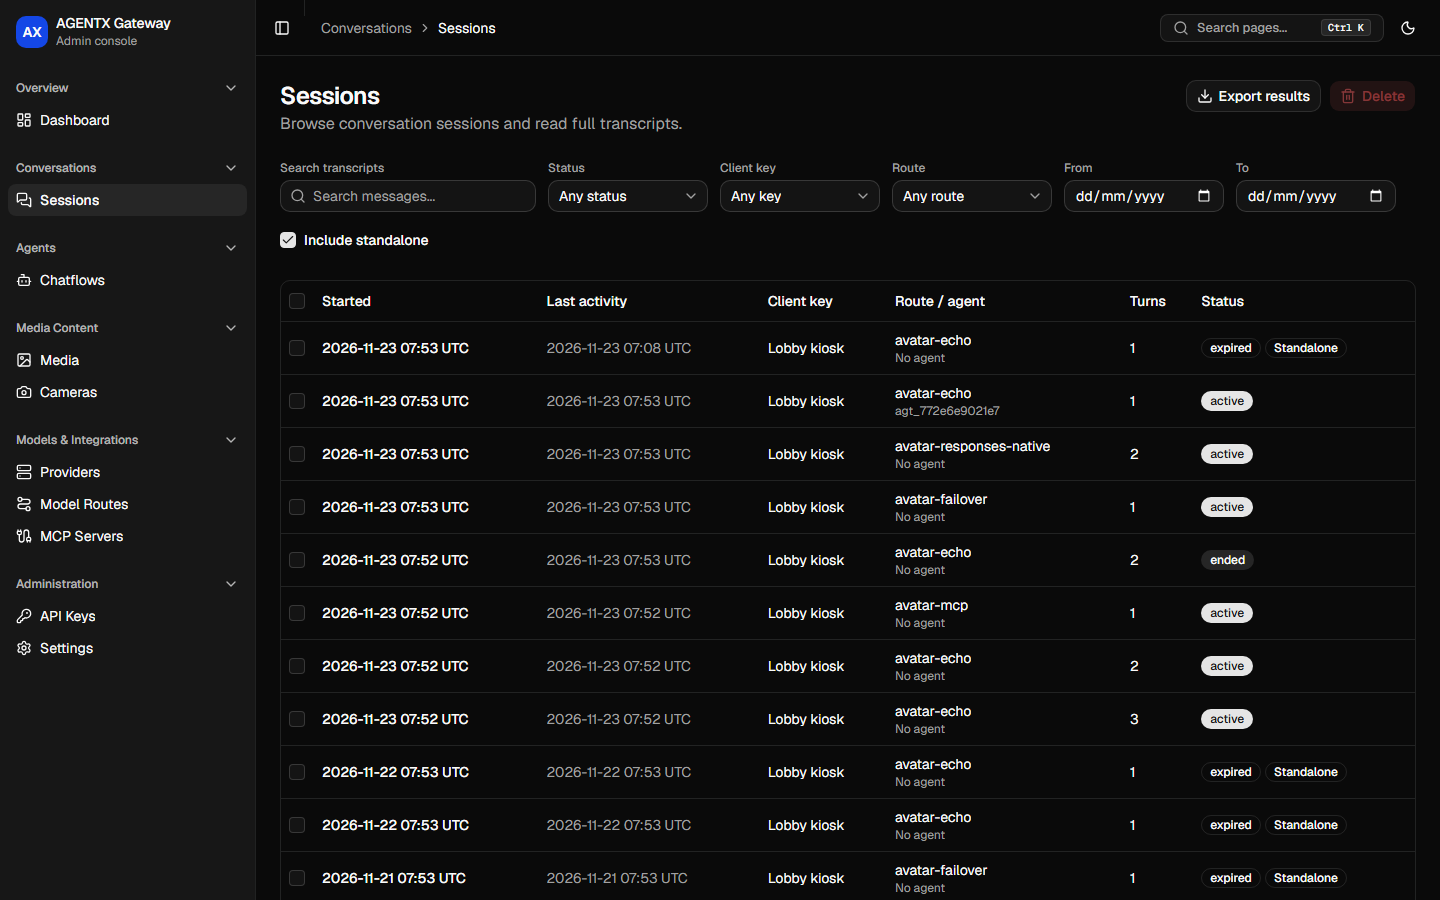 AX
AGENTX Gateway
Admin console
Overview
Dashboard
Conversations
Sessions
Agents
Chatflows
Media Content
Media
Cameras
Models & Integrations
Providers
Model Routes
MCP Servers
Administration
API Keys
Settings
Conversations > Sessions
Search pages... Ctrl K
Sessions
Browse conversation sessions and read full transcripts.
Export results
Delete
Search transcripts Status Client key Route From To
Search messages... Any status Any key Any route dd/mm/yyyy dd/mm/yyyy
Include standalone
Started Last activity Client key Route / agent Turns Status
2026-11-23 07:53 UTC 2026-11-23 07:08 UTC Lobby kiosk avatar-echo 1 expired Standalone
No agent
2026-11-23 07:53 UTC 2026-11-23 07:53 UTC Lobby kiosk avatar-echo 1 active
agt_772e6e9021e7
2026-11-23 07:53 UTC 2026-11-23 07:53 UTC Lobby kiosk avatar-responses-native 2 active
No agent
2026-11-23 07:53 UTC 2026-11-23 07:53 UTC Lobby kiosk avatar-failover 1 active
No agent
2026-11-23 07:52 UTC 2026-11-23 07:53 UTC Lobby kiosk avatar-echo 2 ended
No agent
2026-11-23 07:52 UTC 2026-11-23 07:52 UTC Lobby kiosk avatar-mcp 1 active
No agent
2026-11-23 07:52 UTC 2026-11-23 07:52 UTC Lobby kiosk avatar-echo 2 active
No agent
2026-11-23 07:52 UTC 2026-11-23 07:52 UTC Lobby kiosk avatar-echo 3 active
No agent
2026-11-22 07:53 UTC 2026-11-22 07:53 UTC Lobby kiosk avatar-echo 1 expired Standalone
No agent
2026-11-22 07:53 UTC 2026-11-22 07:53 UTC Lobby kiosk avatar-echo 1 expired Standalone
No agent
2026-11-21 07:53 UTC 2026-11-21 07:53 UTC Lobby kiosk avatar-failover 1 expired Standalone
No agent